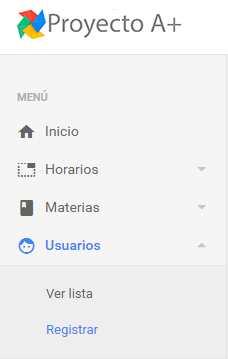 Proyecto A+
MENÚ
Inicio
Horarios
Materias
Usuarios
Ver lista
Registrar